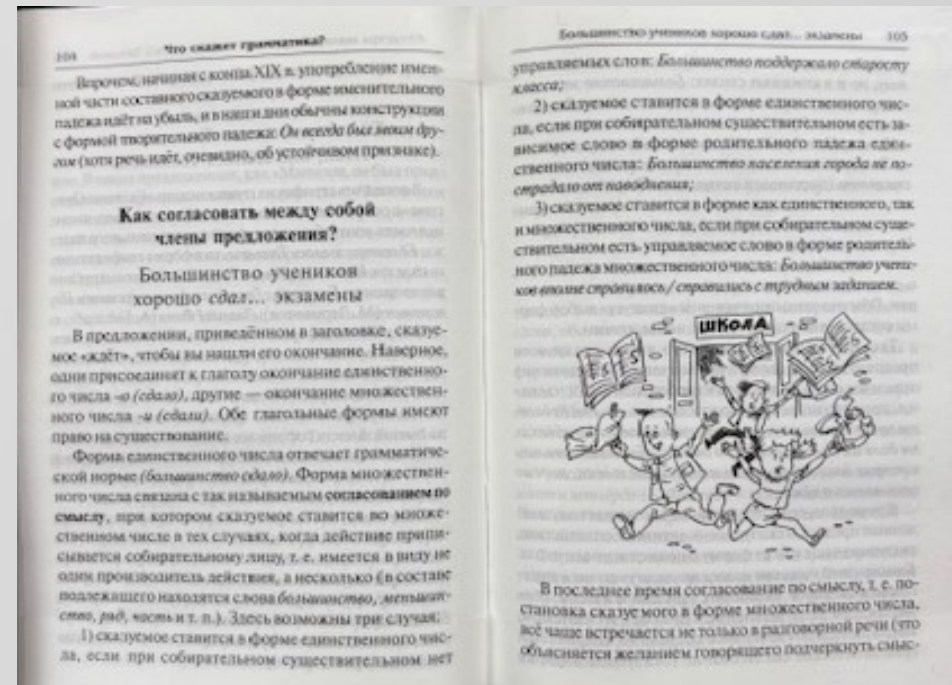 104 Что скажет грамматика?
Впрочем, начиная с конца XIX в. употребление имен-
ной части составного сказуемого в форме именительного
падежа идёт на убыль, и в наши дни обычны конструкции
с формой творительного падежа: Он всегда был моим дру-
гом (хотя речь идёт, очевидно, об устойчивом признаке).
Как согласовать между собой
члены предложения?
Большинство учеников
хорошо сдал... экзамены
В предложении, приведённом в заголовке, сказуе-
мое «ждёт», чтобы вы нашли его окончание. Наверное,
одни присоединят к глаголу окончание единственно-
го числа -о (сдало), другие — окончание множествен-
ного числа -и (сдали). Обе глагольные формы имеют
право на существование.
Форма единственного числа отвечает грамматиче-
ской норме (большинство сдало). Форма множествен-
ного числа связана с так называемым согласованием по
смыслу, при котором сказуемое ставится во множе-
ственном числе в тех случаях, когда действие припи-
сывается собирательному лицу, т. е. имеется в виду не
один производитель действия, а несколько (в составе
подлежащего находятся слова большинство, меньшин-
ство, ряд, часть и т. п.). Здесь возможны три случая:
1) сказуемое ставится в форме единственного чис-
ла, если при собирательном существительном нет
Большинство учеников хорошо сдал... экзамены 105
управляемых слов: Большинство поддержало старосту
класса;
2) сказуемое ставится в форме единственного чис-
ла, если при собирательном существительном есть за-
висимое слово в форме родительного падежа един-
ственного числа: Большинство населения города не по-
страдало от наводнения;
3) сказуемое ставится в форме как единственного, так
и множественного числа, если при собирательном суще-
ствительном есть управляемое слово в форме родитель-
ного падежа множественного числа: Большинство учени-
ков вполне справилось / справились с трудным заданием.
ШКОЛА
В последнее время согласование по смыслу, т. е. по-
становка сказуе мого в форме множественного числа,
всё чаще встречается не только в разговорной речи (что
объясняется желанием говорящего подчеркнуть смыс-